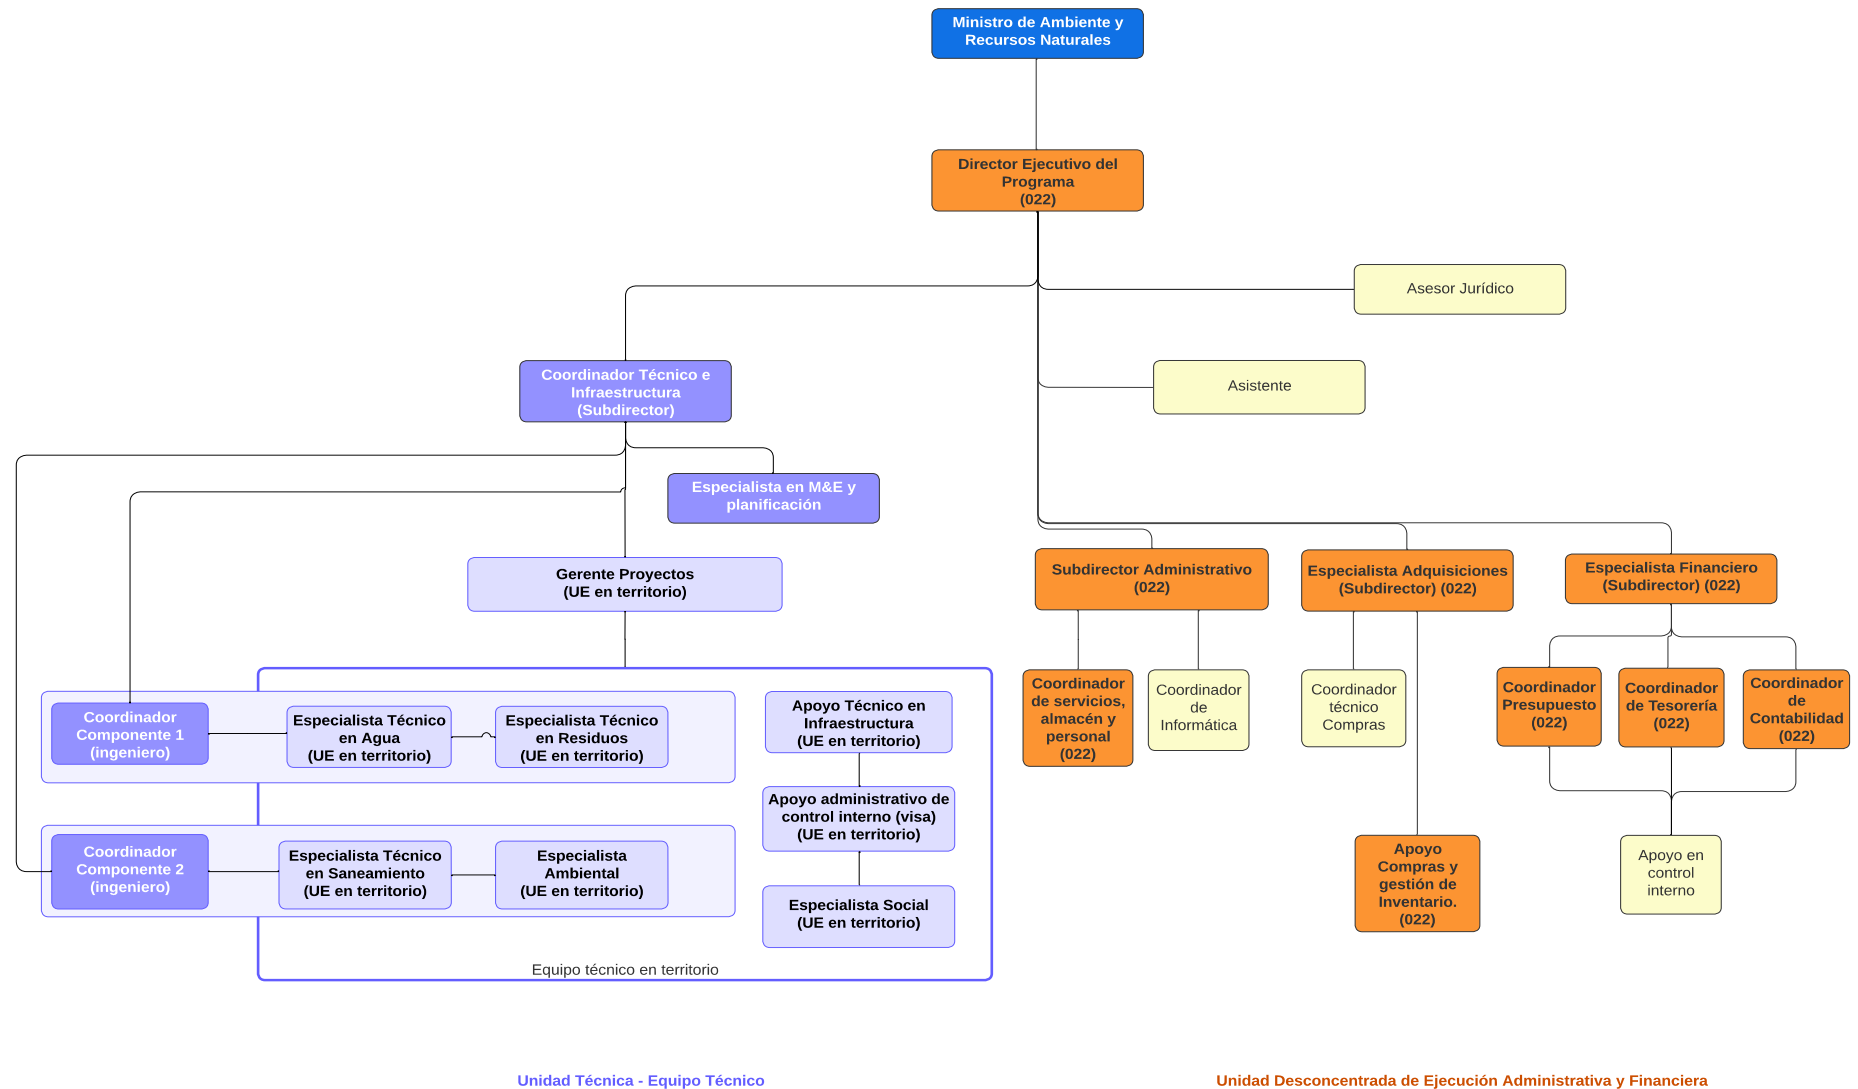 Ministro de Ambiente y
Recursos Naturales
Director Ejecutivo del
Programa
(022)
Asesor Jurídico
Asistente
Coordinador Técnico e
Infraestructura
(Subdirector)
Especialista en M&E y
planificación
Gerente Proyectos
(UE en territorio)
Subdirector Administrativo
(022)
Especialista Adquisiciones
(Subdirector) (022)
Especialista Financiero
(Subdirector) (022)
Coordinador
Componente 1
(ingeniero)
Especialista Técnico
en Agua
(UE en territorio)
Especialista Técnico
en Residuos
(UE en territorio)
Apoyo Técnico en
Infraestructura
(UE en territorio)
Apoyo administrativo de
control interno (visa)
(UE en territorio)
Coordinador
Componente 2
(ingeniero)
Especialista Técnico
en Saneamiento
(UE en territorio)
Especialista
Ambiental
(UE en territorio)
Especialista Social
(UE en territorio)
Equipo técnico en territorio
Coordinador
de servicios,
almacén y
personal
(022)
Coordinador
de
Informática
Coordinador
técnico
Compras
Coordinador
Presupuesto
(022)
Coordinador
de Tesorería
(022)
Coordinador
de
Contabilidad
(022)
Apoyo
Compras y
gestión de
Inventario.
(022)
Apoyo en
control
interno
Unidad Técnica - Equipo Técnico
Unidad Desconcentrada de Ejecución Administrativa y Financiera